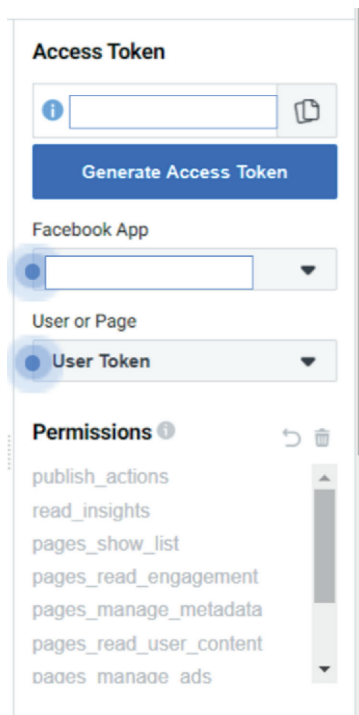 Access Token
Generate Access Token
Facebook App
User or Page
User Token
Permissions
publish_actions
read_insights
pages_show_list
pages_read_engagement
pages_manage_metadata
pages_read_user_content
pages_manage_ads